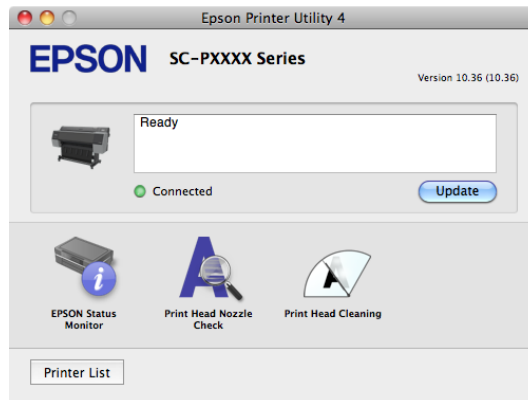 Epson Printer Utility 4
EPSON
SC-PXXXX Series
Version 10.36 (10.36)
Ready
Connected
Update
EPSON Status
Monitor
Print Head Nozzle
Check
Print Head Cleaning
Printer List